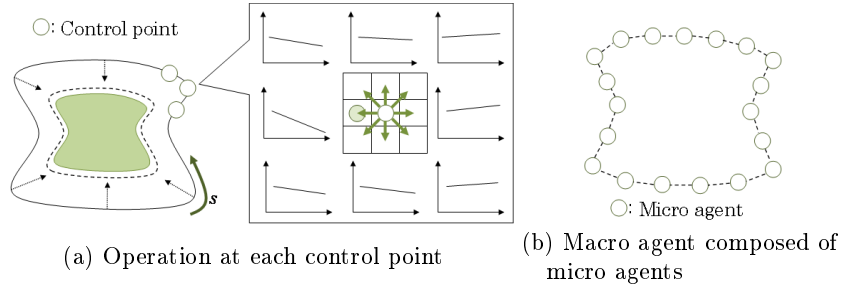 : Control point
s
(a) Operation at each control point
: Micro agent
(b) Macro agent composed of
micro agents